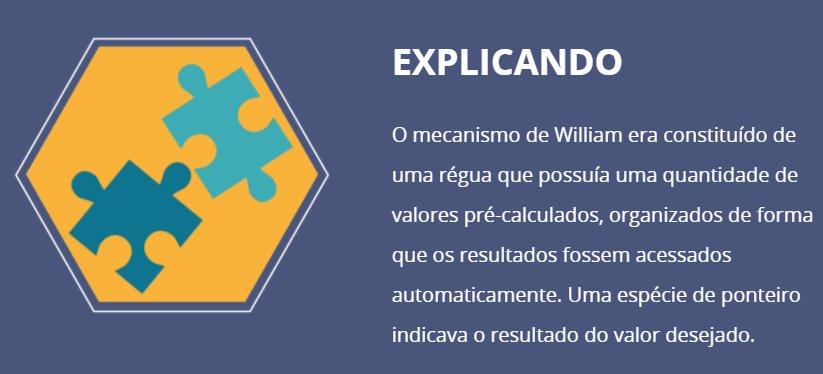 EXPLICANDO
O mecanismo de William era constituído de
uma régua que possuía uma quantidade de
valores pré-calculados, organizados de forma
que os resultados fossem acessados
automaticamente. Uma espécie de ponteiro
indicava o resultado do valor desejado.